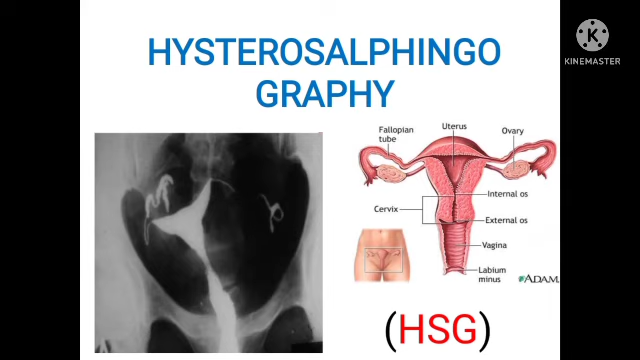 HYSTEROSALPHINGO
GRAPHY
KINEMASTER
Fallopian
tube
Uterus
Ovary
Internal os
Cervix
External os
Vagina
Labium
minus
ADAM.
(HSG)